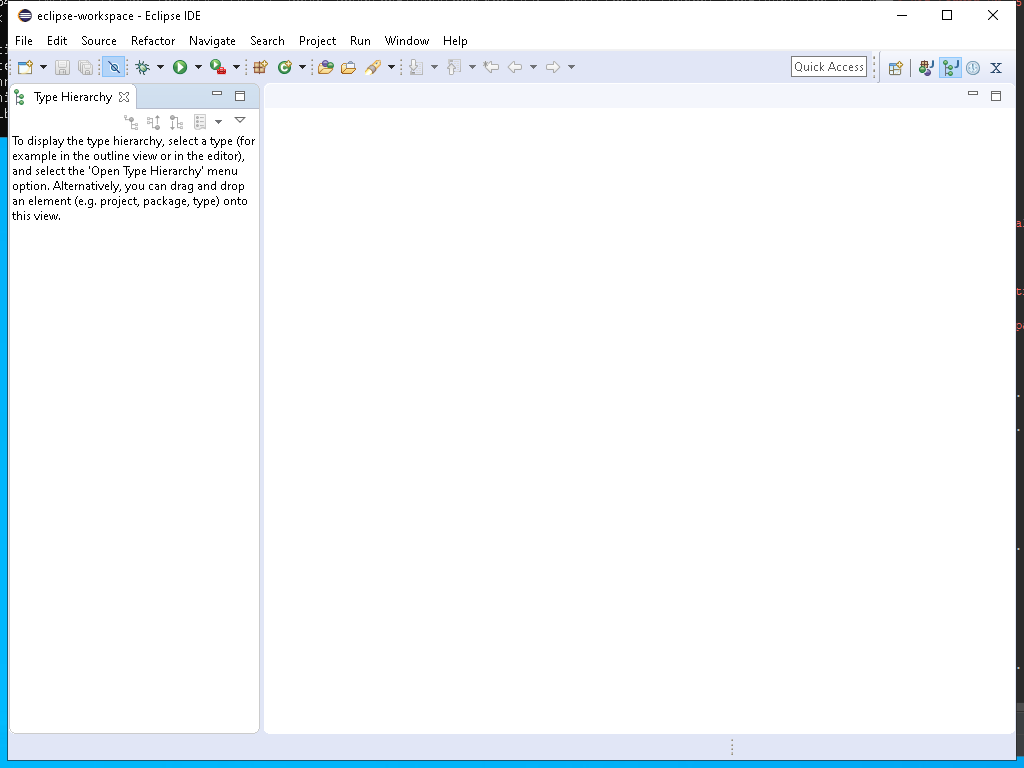 eclipse-workspace - Eclipse IDE
File Edit Source Refactor Navigate Search Project Run Window Help
Quick Access
Type Hierarchy
To display the type hierarchy, select a type (for
example in the outline view or in the editor),
and select the 'Open Type Hierarchy' menu
option. Alternatively, you can drag and drop
an element (e.g. project, package, type) onto
this view.